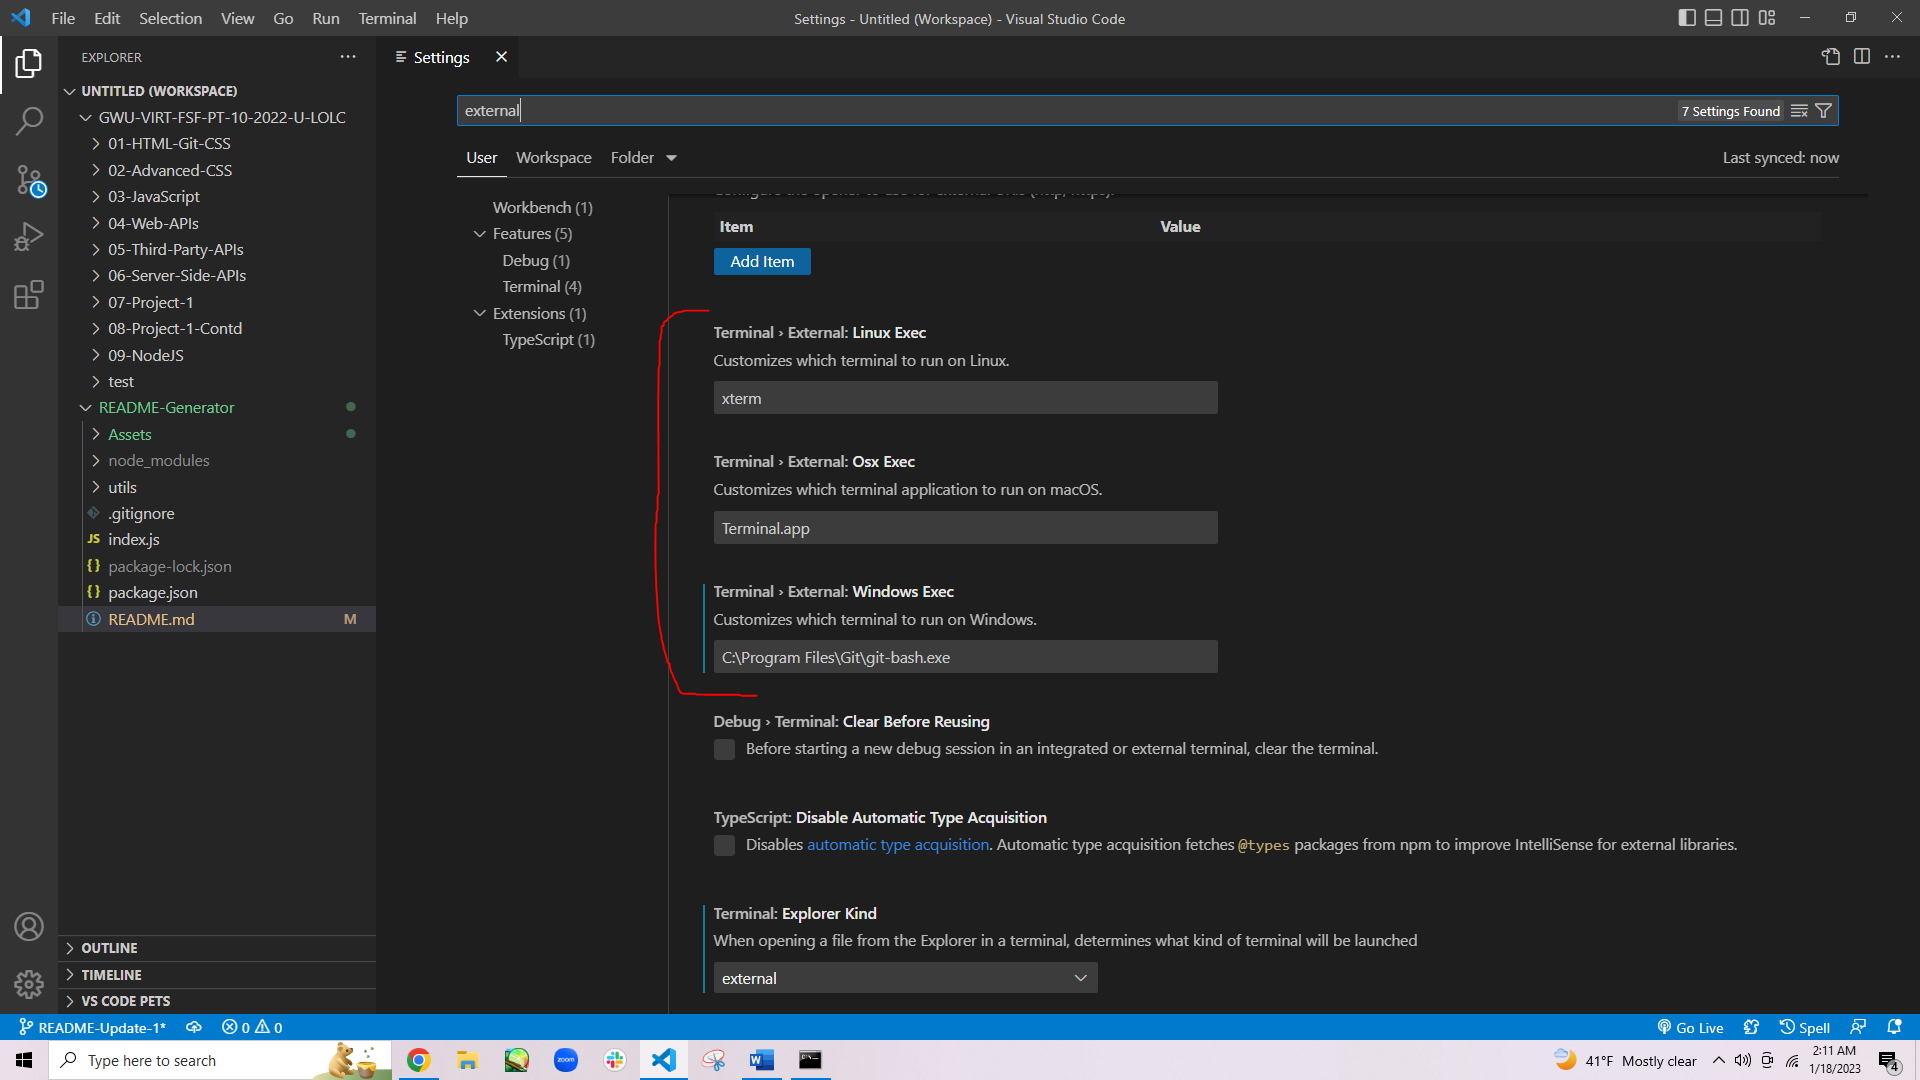 File Edit Selection View Go Run Terminal Help
Settings - Untitled (Workspace) - Visual Studio Code
EXPLORER
UNTITLED (WORKSPACE)
GWU-VIRT-FSF-PT-10-2022-U-LOLC
01-HTML-Git-CSS
02-Advanced-CSS
03-JavaScript
04-Web-APIs
05-Third-Party-APIs
06-Server-Side-APIs
07-Project-1
08-Project-1-Contd
09-NodeJS
test
README-Generator
Assets
node_modules
utils
.gitignore
JS index.js
{} package-lock.json
{} package.json
README.md M
OUTLINE
TIMELINE
VS CODE PETS
Settings
external
7 Settings Found
User Workspace Folder
Last synced: now
Workbench (1)
Features (5)
Debug (1)
Terminal (4)
Extensions (1)
TypeScript (1)
Configure the opener to use for external URIs (http, https).
Item Value
Add Item
Terminal › External: Linux Exec
Customizes which terminal to run on Linux.
xterm
Terminal › External: Osx Exec
Customizes which terminal application to run on macOS.
Terminal.app
Terminal › External: Windows Exec
Customizes which terminal to run on Windows.
C:\Program Files\Git\git-bash.exe
Debug › Terminal: Clear Before Reusing
Before starting a new debug session in an integrated or external terminal, clear the terminal.
TypeScript: Disable Automatic Type Acquisition
Disables automatic type acquisition. Automatic type acquisition fetches @types packages from npm to improve IntelliSense for external libraries.
Terminal: Explorer Kind
When opening a file from the Explorer in a terminal, determines what kind of terminal will be launched
external
README-Update-1* 0 0
Go Live Spell
Type here to search
zoom
41°F Mostly clear
2:11 AM
1/18/2023
4